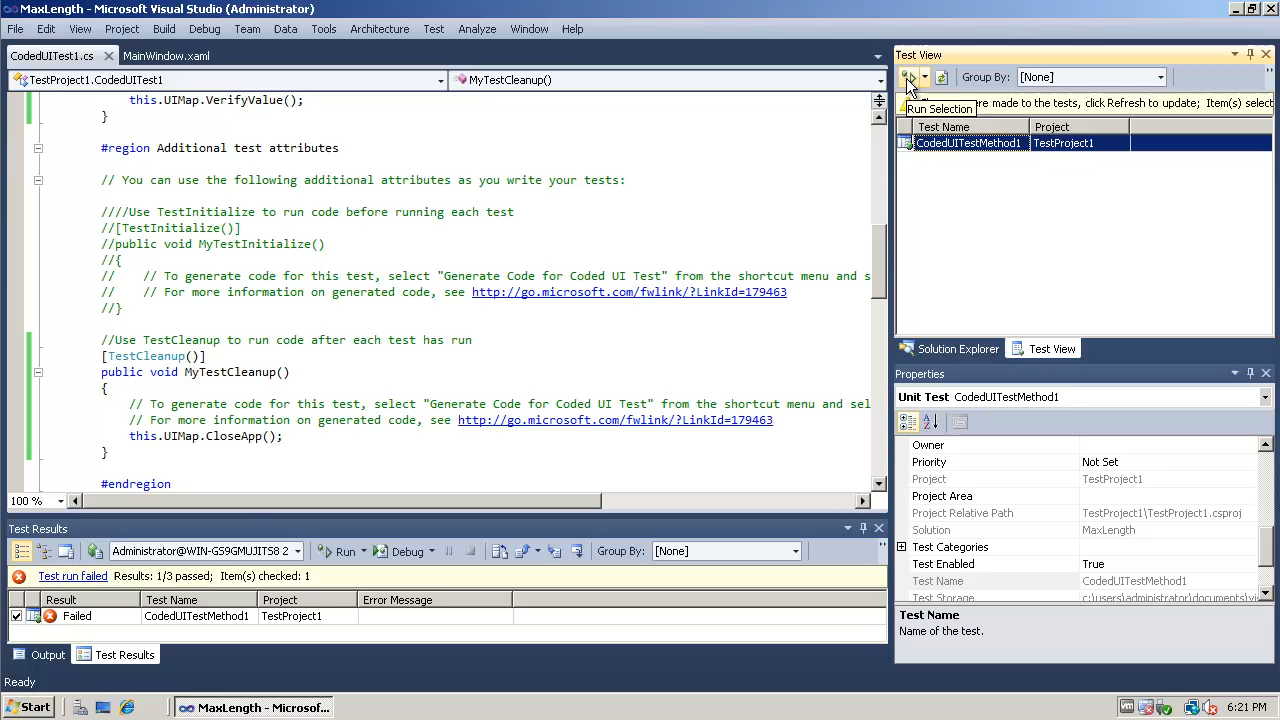 MaxLength - Microsoft Visual Studio (Administrator)
File Edit View Project Build Debug Team Data Tools Architecture Test Analyze Window Help
CodedUITest1.cs MainWindow.xaml
TestProject1.CodedUITest1 MyTestCleanup()
this.UIMap.VerifyValue();
}
#region Additional test attributes
// You can use the following additional attributes as you write your tests:
////Use TestInitialize to run code before running each test
//[TestInitialize()]
//public void MyTestInitialize()
//{
// // To generate code for this test, select "Generate Code for Coded UI Test" from the shortcut menu and s
// // For more information on generated code, see http://go.microsoft.com/fwlink/?LinkId=179463
//}
//Use TestCleanup to run code after each test has run
[TestCleanup()]
public void MyTestCleanup()
{
// To generate code for this test, select "Generate Code for Coded UI Test" from the shortcut menu and sel
// For more information on generated code, see http://go.microsoft.com/fwlink/?LinkId=179463
this.UIMap.CloseApp();
}
#endregion
100 %
Test Results
Administrator@WIN-GS9GMUJITS8 2 Run Debug Group By: [None]
Test run failed Results: 1/3 passed; Item(s) checked: 1
Result Test Name Project Error Message
Failed CodedUITestMethod1 TestProject1
Output Test Results
Test View
Group By: [None]
were made to the tests, click Refresh to update; Item(s) select
Run Selection
Test Name Project
CodedUITestMethod1 TestProject1
Solution Explorer Test View
Properties
Unit Test CodedUITestMethod1
Owner
Priority Not Set
Project TestProject1
Project Area
Project Relative Path TestProject1\TestProject1.csproj
Solution MaxLength
Test Categories
Test Enabled True
Test Name CodedUITestMethod1
Test Storage c:\users\administrator\documents\vi
Test Name
Name of the test.
Ready
Start MaxLength - Microsof... 6:21 PM